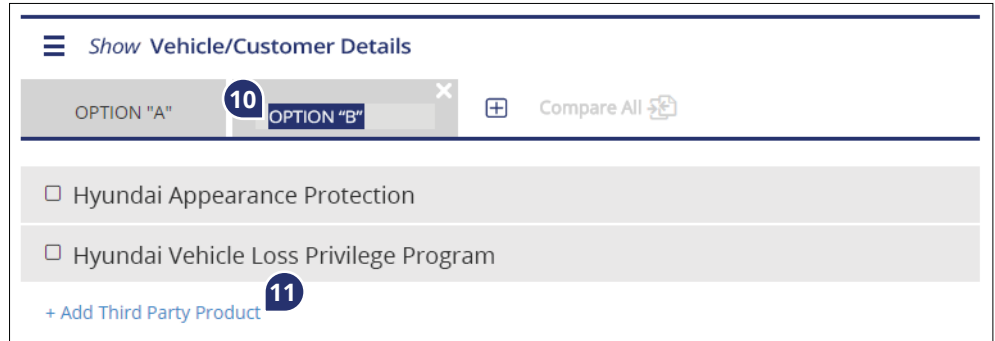 Show Vehicle/Customer Details
OPTION "A" 10 OPTION “B” Compare All
Hyundai Appearance Protection
Hyundai Vehicle Loss Privilege Program
11
+ Add Third Party Product